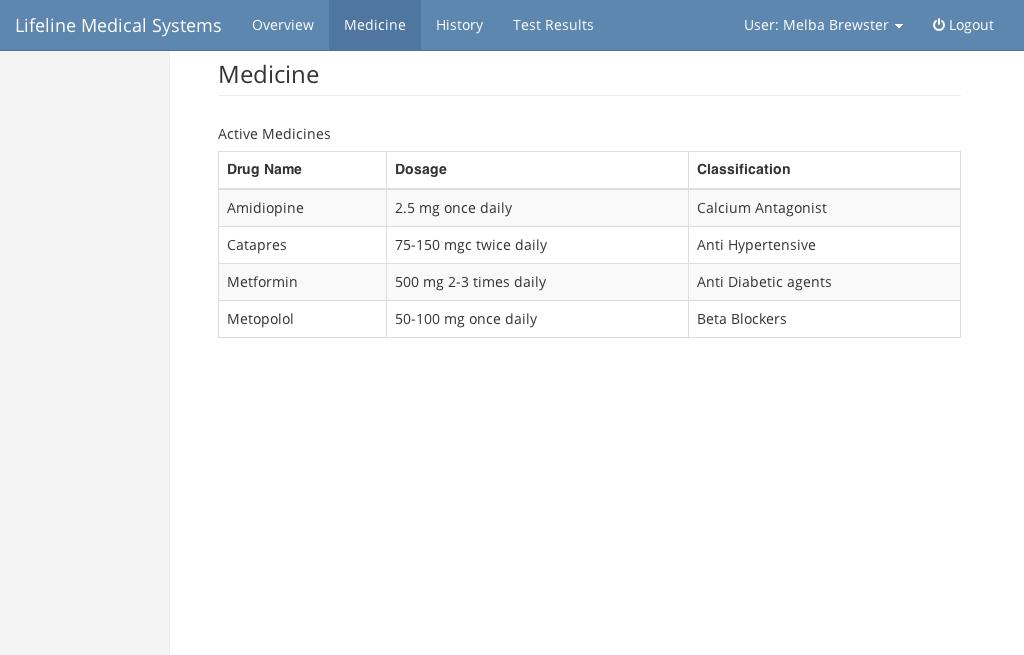 Lifeline Medical Systems Overview Medicine History Test Results User: Melba Brewster Logout
Medicine
Active Medicines
Drug Name Dosage Classification
Amidiopine 2.5 mg once daily Calcium Antagonist
Catapres 75-150 mgc twice daily Anti Hypertensive
Metformin 500 mg 2-3 times daily Anti Diabetic agents
Metopolol 50-100 mg once daily Beta Blockers